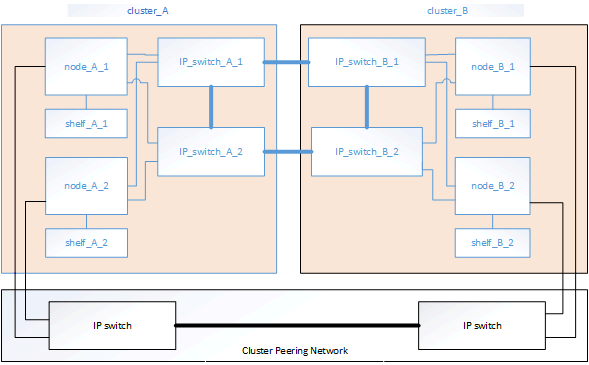 cluster_A
cluster_B
node_A_1
IP_switch_A_1
IP_switch_B_1
node_B_1
shelf_A_1
shelf_B_1
IP_switch_A_2
IP_switch_B_2
node_A_2
node_B_2
shelf_A_2
shelf_B_2
IP switch
IP switch
Cluster Peering Network